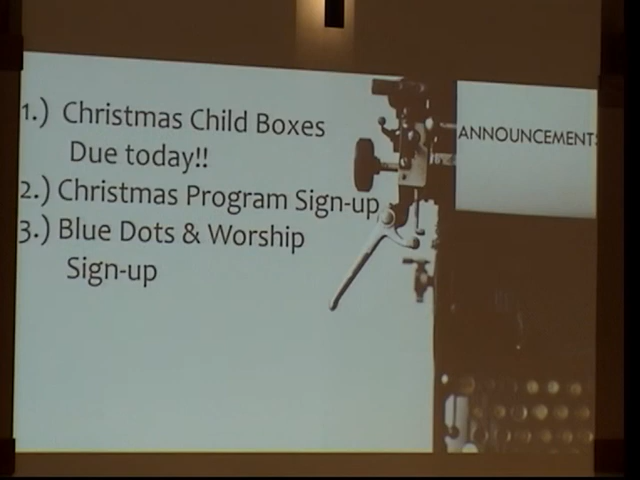 1.) Christmas Child Boxes
Due today!!
2.) Christmas Program Sign-up
3.) Blue Dots & Worship
Sign-up
ANNOUNCEMENTS